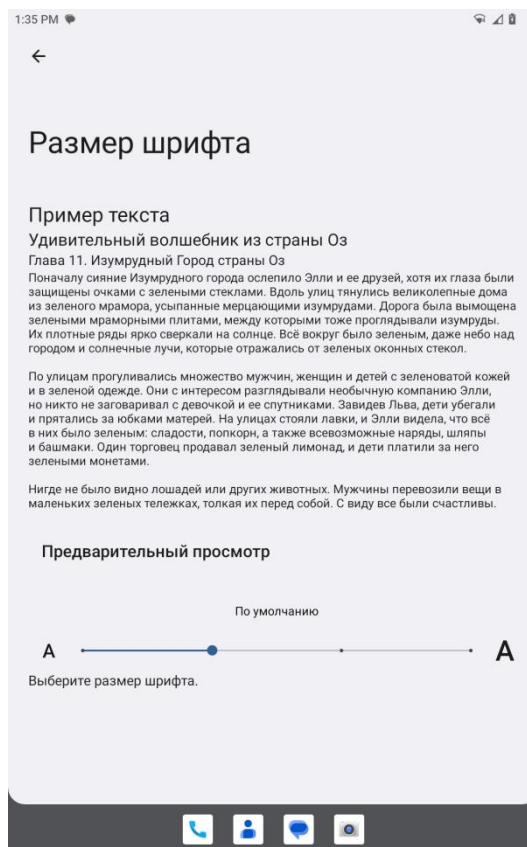 1:35 PM
Размер шрифта
Пример текста
Удивительный волшебник из страны Оз
Глава 11. Изумрудный Город страны Оз
Поначалу сияние Изумрудного города ослепило Элли и ее друзей, хотя их глаза были
защищены очками с зелеными стеклами. Вдоль улиц тянулись великолепные дома
из зеленого мрамора, усыпанные мерцающими изумрудами. Дорога была вымощена
зелеными мраморными плитами, между которыми тоже проглядывали изумруды.
Их плотные ряды ярко сверкали на солнце. Всё вокруг было зеленым, даже небо над
городом и солнечные лучи, которые отражались от зеленых оконных стекол.
По улицам прогуливались множество мужчин, женщин и детей с зеленоватой кожей
и в зеленой одежде. Они с интересом разглядывали необычную компанию Элли,
но никто не заговаривал с девочкой и ее спутниками. Завидев Льва, дети убегали
и прятались за юбками матерей. На улицах стояли лавки, и Элли видела, что всё
в них было зеленым: сладости, попкорн, а также всевозможные наряды, шляпы
и башмаки. Один торговец продавал зеленый лимонад, и дети платили за него
зелеными монетами.
Нигде не было видно лошадей или других животных. Мужчины перевозили вещи в
маленьких зеленых тележках, толкая их перед собой. С виду все были счастливы.
Предварительный просмотр
По умолчанию
A A
Выберите размер шрифта.